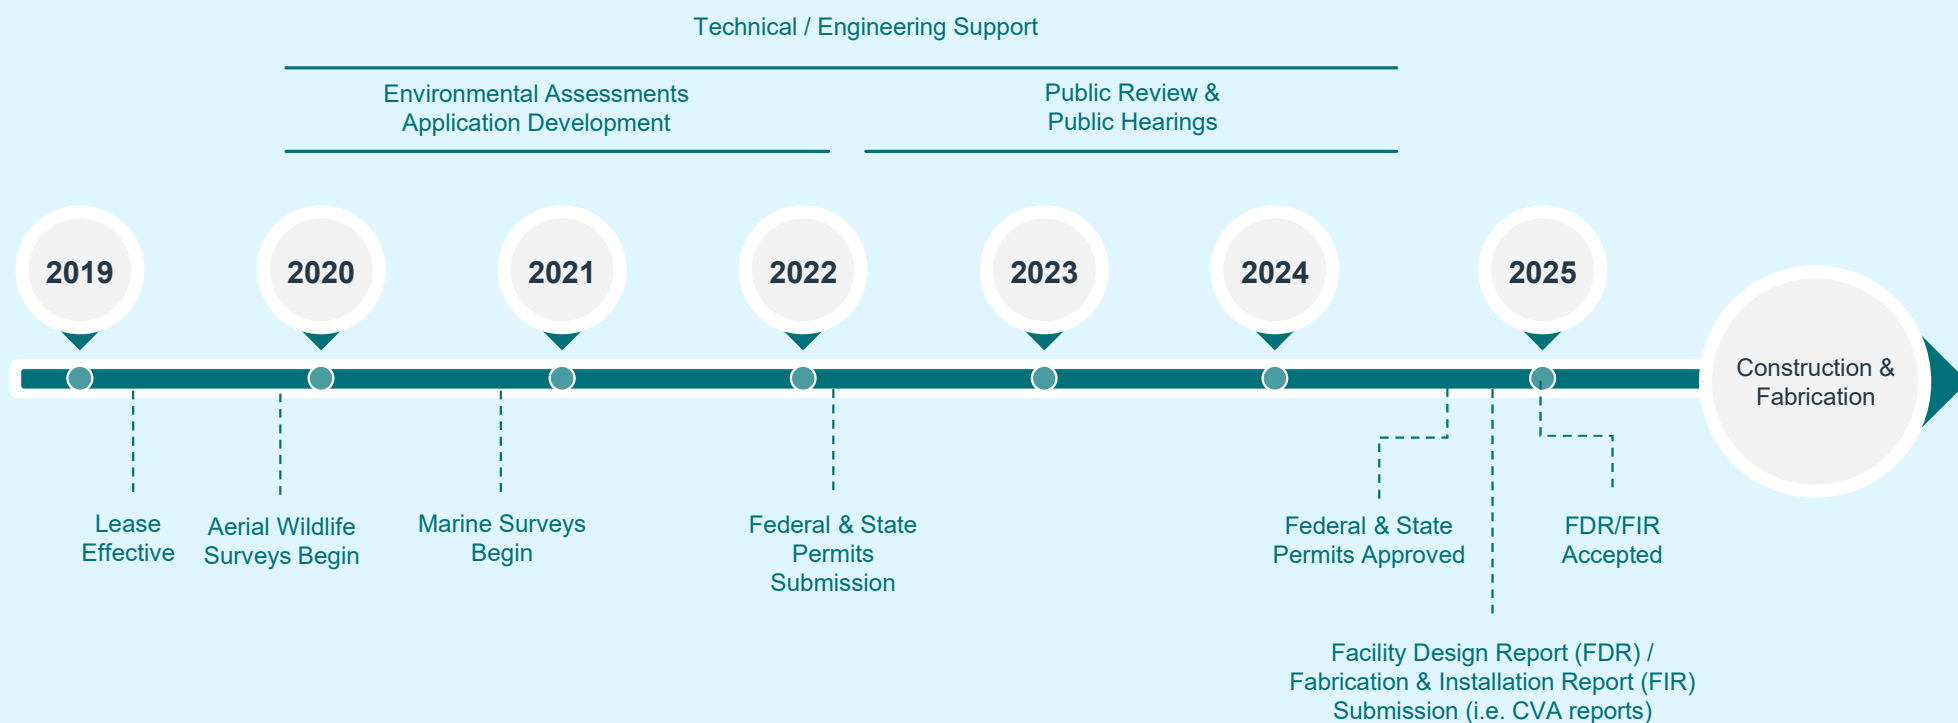 Technical / Engineering Support
Environmental Assessments
Application Development
Public Review &
Public Hearings
2019
2020
2021
2022
2023
2024
2025
Construction &
Fabrication
Lease
Effective
Aerial Wildlife
Surveys Begin
Marine Surveys
Begin
Federal & State
Permits
Submission
Federal & State
Permits Approved
FDR/FIR
Accepted
Facility Design Report (FDR) /
Fabrication & Installation Report (FIR)
Submission (i.e. CVA reports)